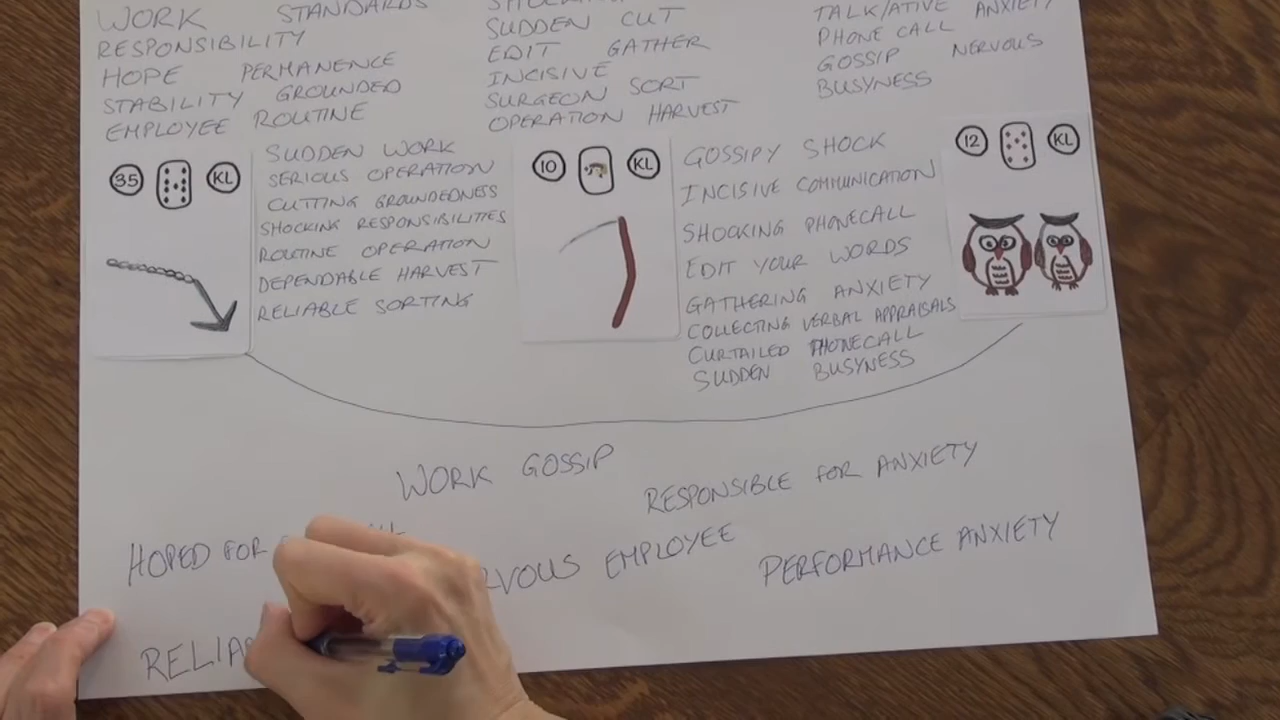 WORK STANDARDS
RESPONSIBILITY
HOPE PERMANENCE
STABILITY GROUNDED
EMPLOYEE ROUTINE
SUDDEN CUT
EDIT GATHER
INCISIVE
SURGEON SORT
OPERATION HARVEST
TALK/ATIVE ANXIETY
PHONE CALL
GOSSIP NERVOUS
BUSYNESS
35 KL
SUDDEN WORK
SERIOUS OPERATION
CUTTING GROUNDEDNESS
SHOCKING RESPONSIBILITIES
ROUTINE OPERATION
DEPENDABLE HARVEST
RELIABLE SORTING
10 KL
GOSSIPY SHOCK
INCISIVE COMMUNICATION
SHOCKING PHONECALL
EDIT YOUR WORDS
GATHERING ANXIETY
COLLECTING VERBAL APPRAISALS
CURTAILED PHONECALL
SUDDEN BUSYNESS
12 KL
WORK GOSSIP
RESPONSIBLE FOR ANXIETY
HOPED FOR
EMPLOYEE
PERFORMANCE ANXIETY